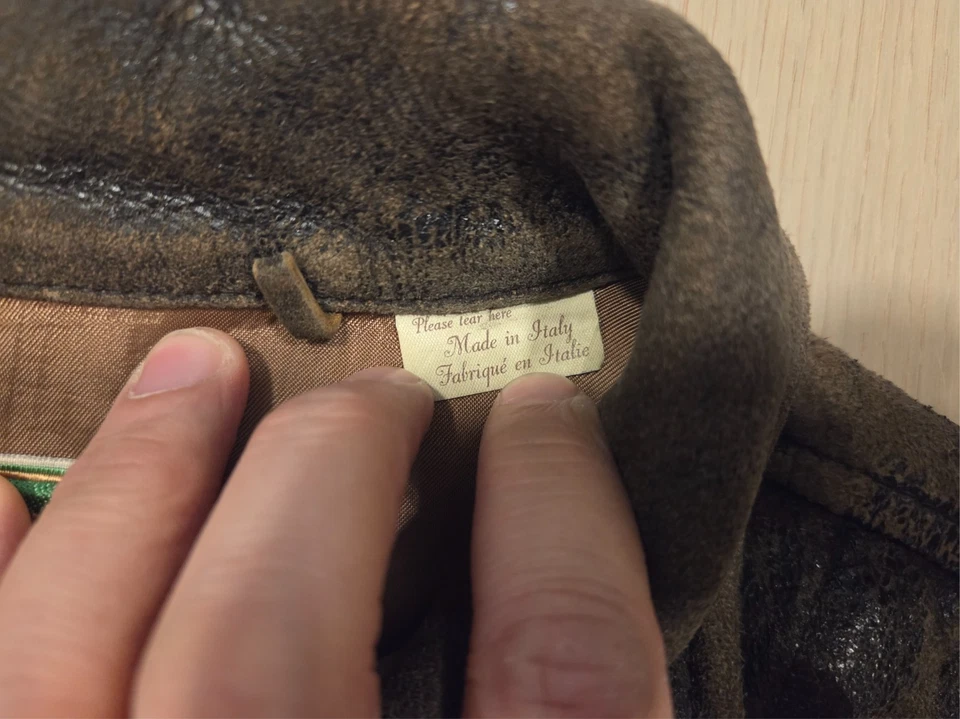 Please tear here
Made in Italy
Fabriqué en Italie